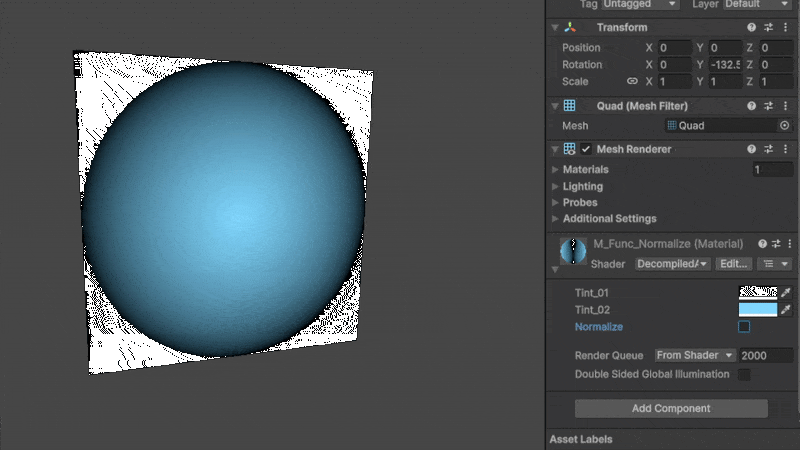 Tag Untagged Layer Default
Transform
Position X 0 Y 0 Z 0
Rotation X 0 Y -132.5 Z 0
Scale X 1 Y 1 Z 1
Quad (Mesh Filter)
Mesh Quad
Mesh Renderer
Materials 1
Lighting
Probes
Additional Settings
M_Func_Normalize (Material)
Shader Decompiled/ Edit...
Tint_01
Tint_02
Normalize
Render Queue From Shader 2000
Double Sided Global Illumination
Add Component
Asset Labels